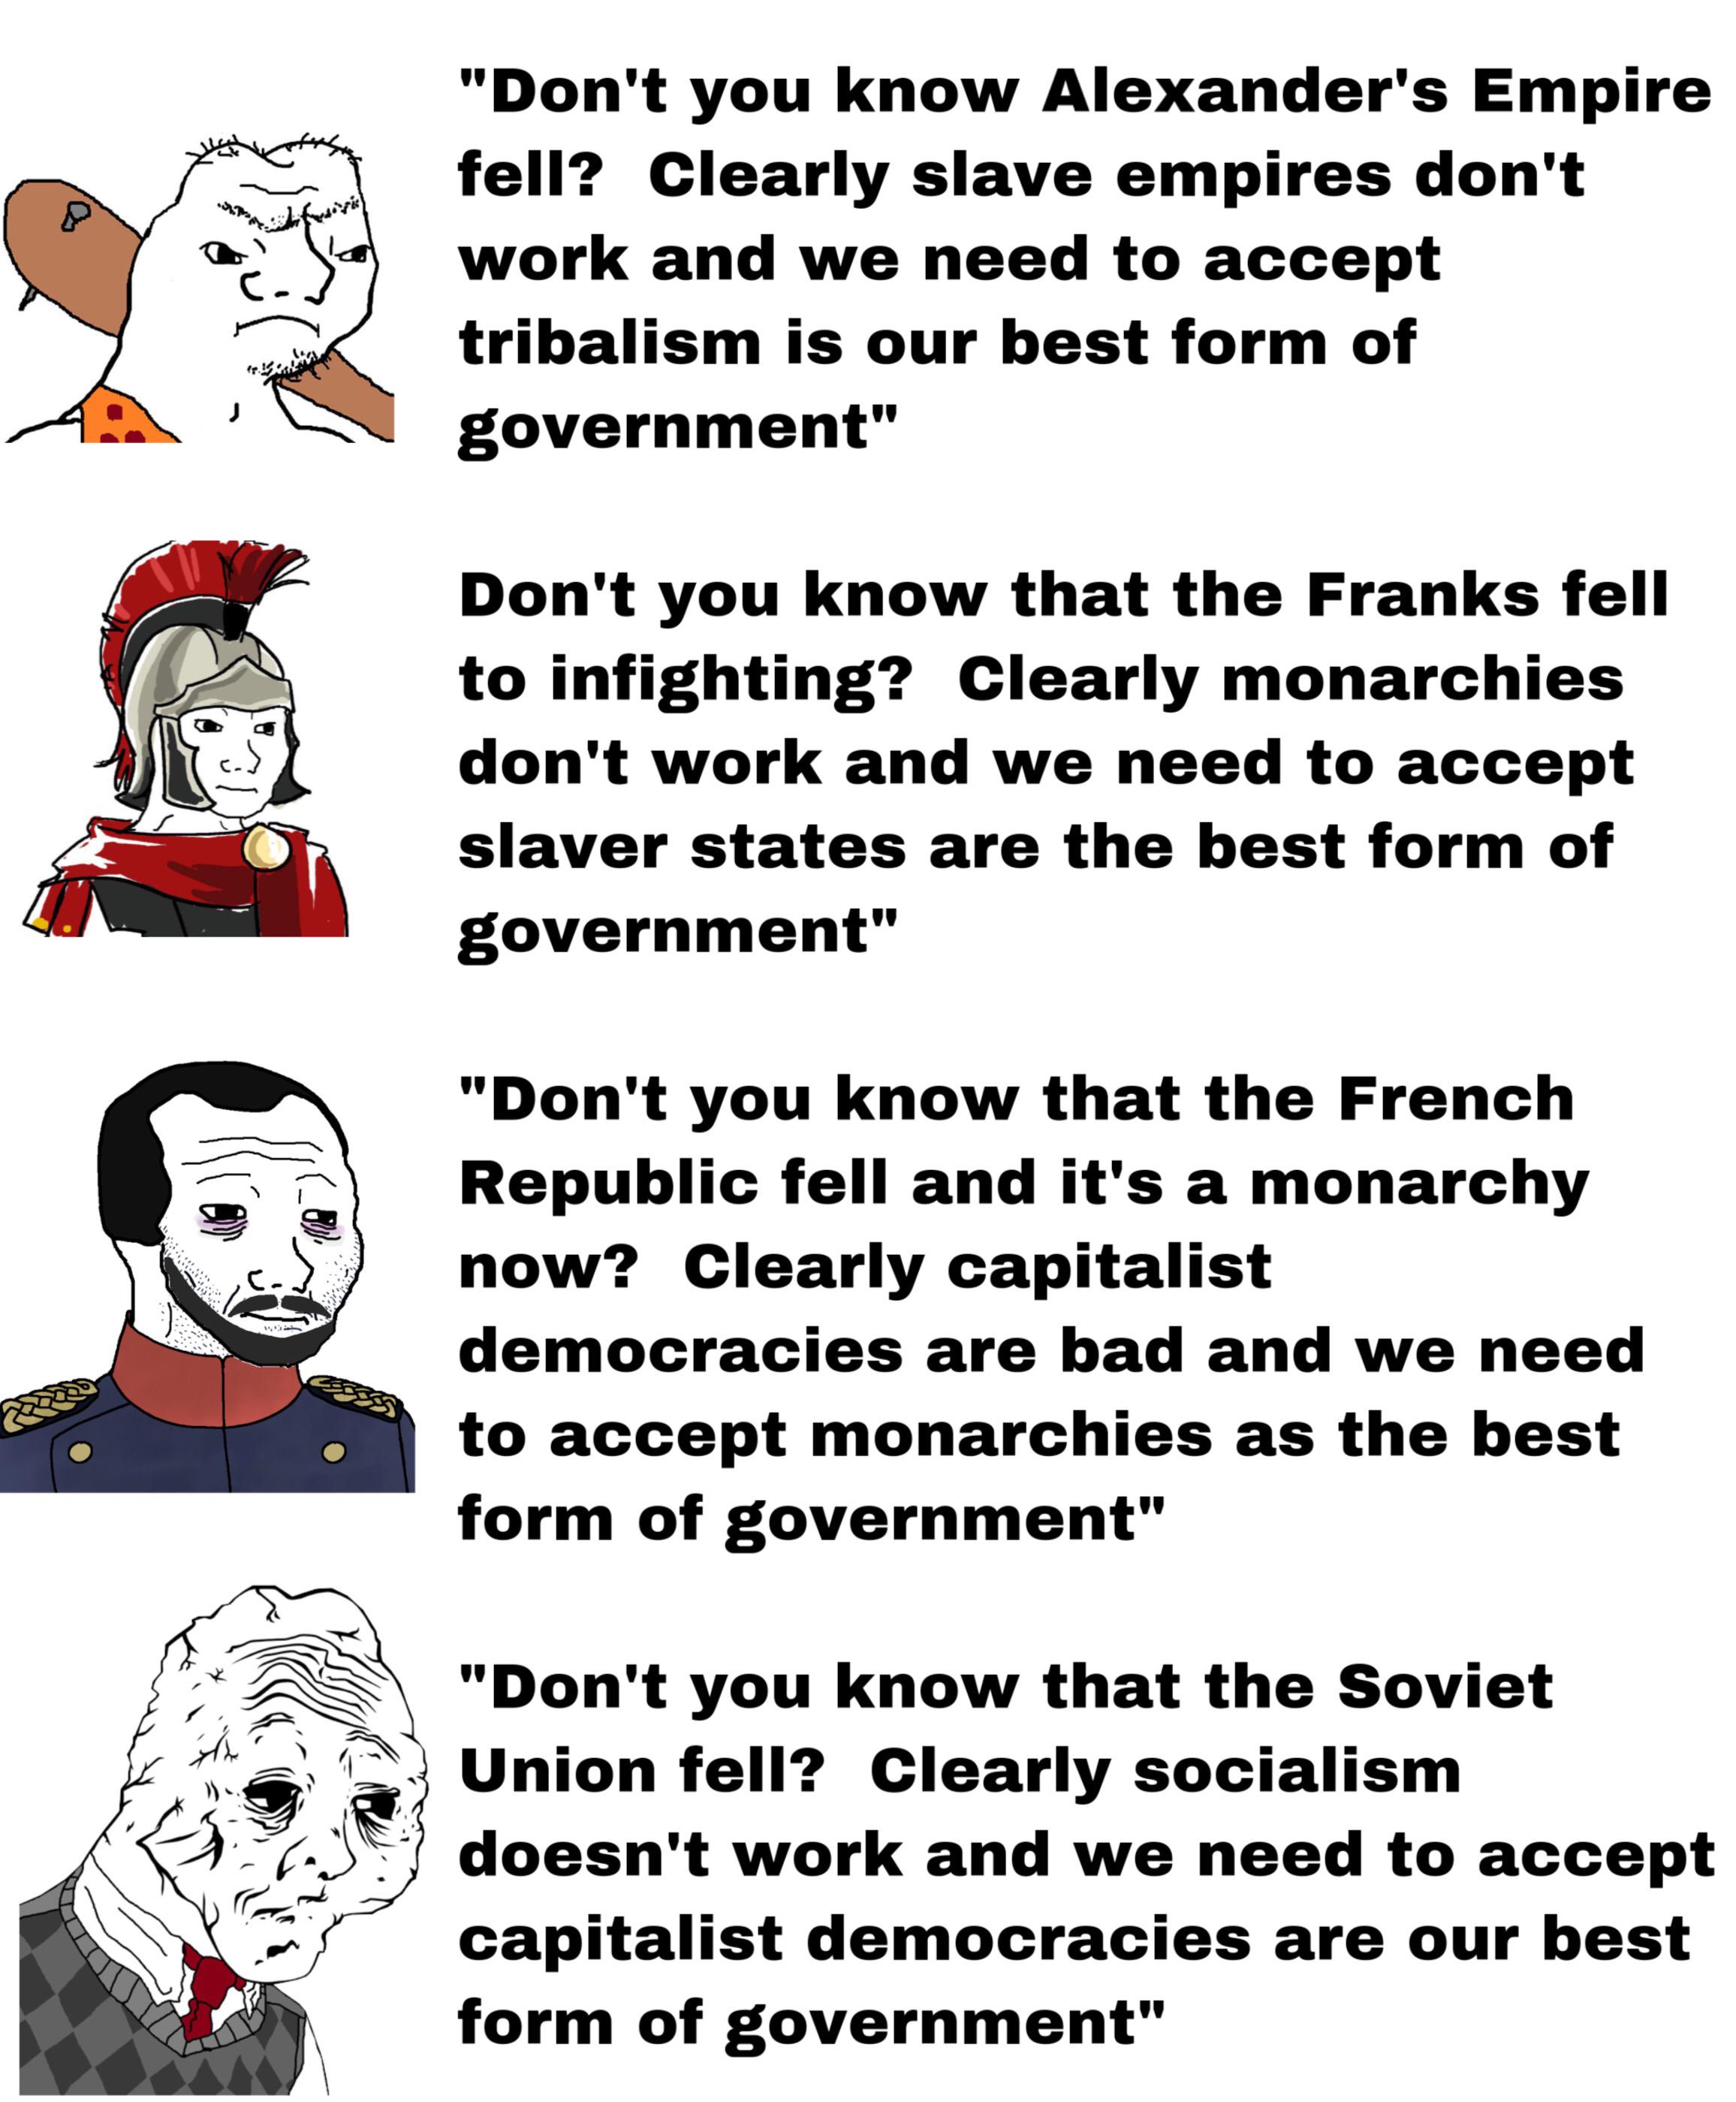 "Don't you know Alexander's Empire
fell?  Clearly slave empires don't
work and we need to accept
tribalism is our best form of
government"
Don't you know that the Franks fell
to infighting?  Clearly monarchies
don't work and we need to accept
slaver states are the best form of
government"
"Don't you know that the French
Republic fell and it's a monarchy
now?  Clearly capitalist
democracies are bad and we need
to accept monarchies as the best
form of government"
"Don't you know that the Soviet
Union fell?  Clearly socialism
doesn't work and we need to accept
capitalist democracies are our best
form of government"